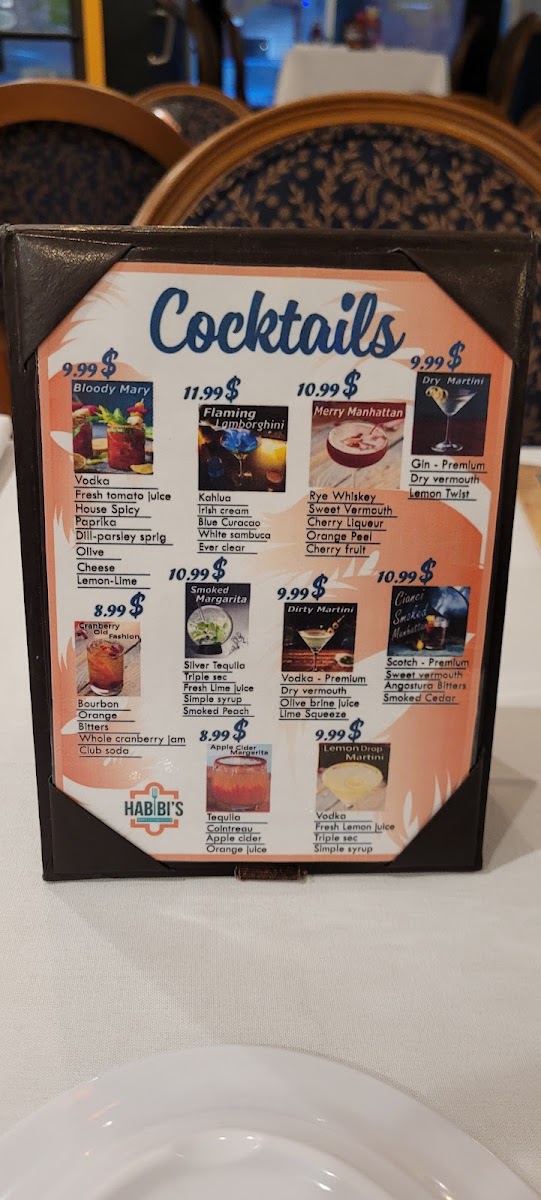 Cocktails
9.99$
Bloody Mary
Vodka
Fresh tomato juice
House Spicy
Paprika
Dill-parsley sprig
Olive
Cheese
Lemon-Lime
11.99$
Flaming
Lamborghini
Kahlua
Irish cream
Blue Curacao
White sambuca
Ever clear
10.99$
Merry Manhattan
Rye Whiskey
Sweet Vermouth
Cherry Liqueur
Orange Peel
Cherry fruit
9.99$
Dry Martini
Gin - Premium
Dry vermouth
Lemon Twist
8.99$
Cranberry
Old Fashion
Bourbon
Orange
Bitters
Whole cranberry jam
Club soda
10.99$
Smoked
Margarita
Silver Tequila
Triple sec
Fresh Lime juice
Simple syrup
Smoked Peach
9.99$
Dirty Martini
Vodka - Premium
Dry vermouth
Olive brine juice
Lime Squeeze
10.99$
Cianci
Smoked
Manhattan
Scotch - Premium
Sweet vermouth
Angostura Bitters
Smoked Cedar
8.99$
Apple Cider
Margerita
Tequila
Cointreau
Apple cider
Orange juice
9.99$
Lemon Drop
Martini
Vodka
Fresh Lemon juice
Triple sec
Simple syrup
HABIBI'S